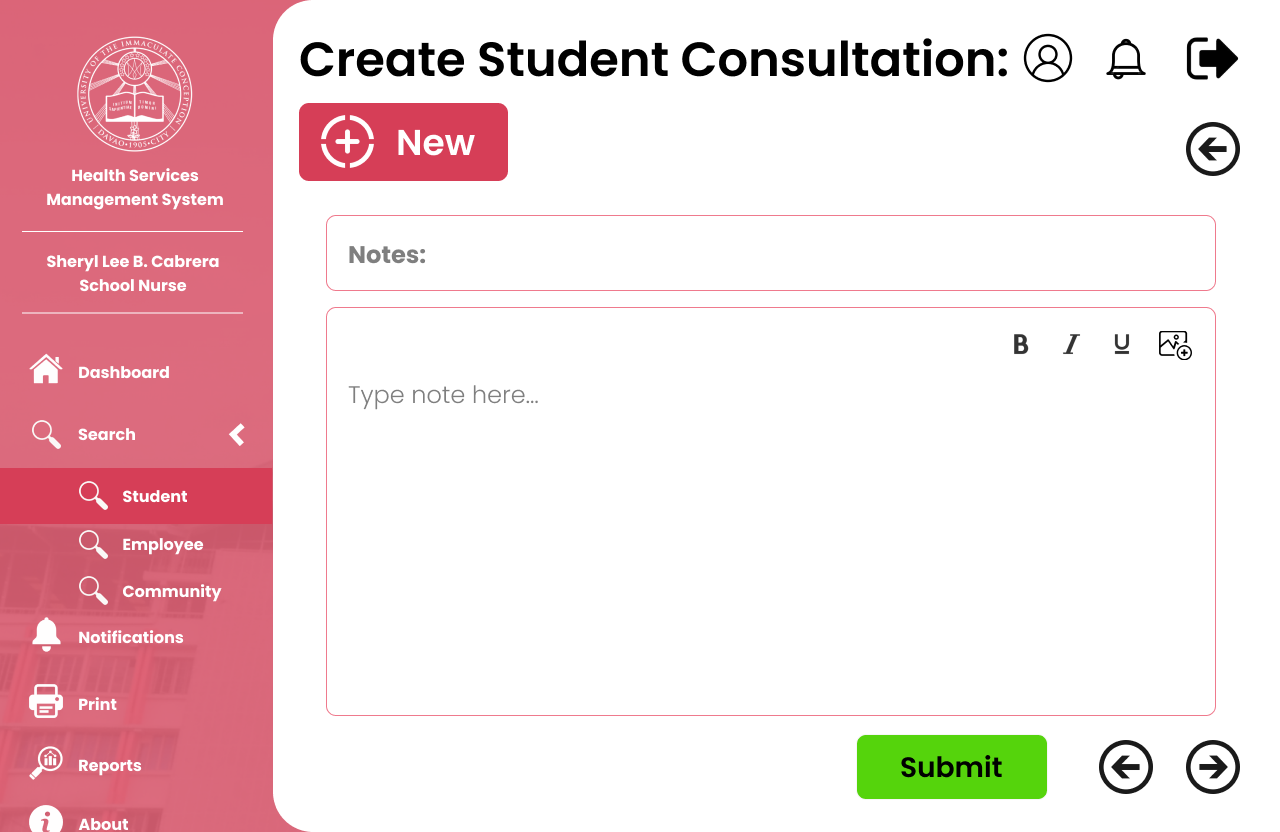 UNIVERSITY OF THE IMMACULATE CONCEPTION
DAVAO • 1905 • CITY
Health Services
Management System
Sheryl Lee B. Cabrera
School Nurse
Dashboard
Search
Student
Employee
Community
Notifications
Print
Reports
About
Create Student Consultation:
New
Notes:
B I U
Type note here...
Submit